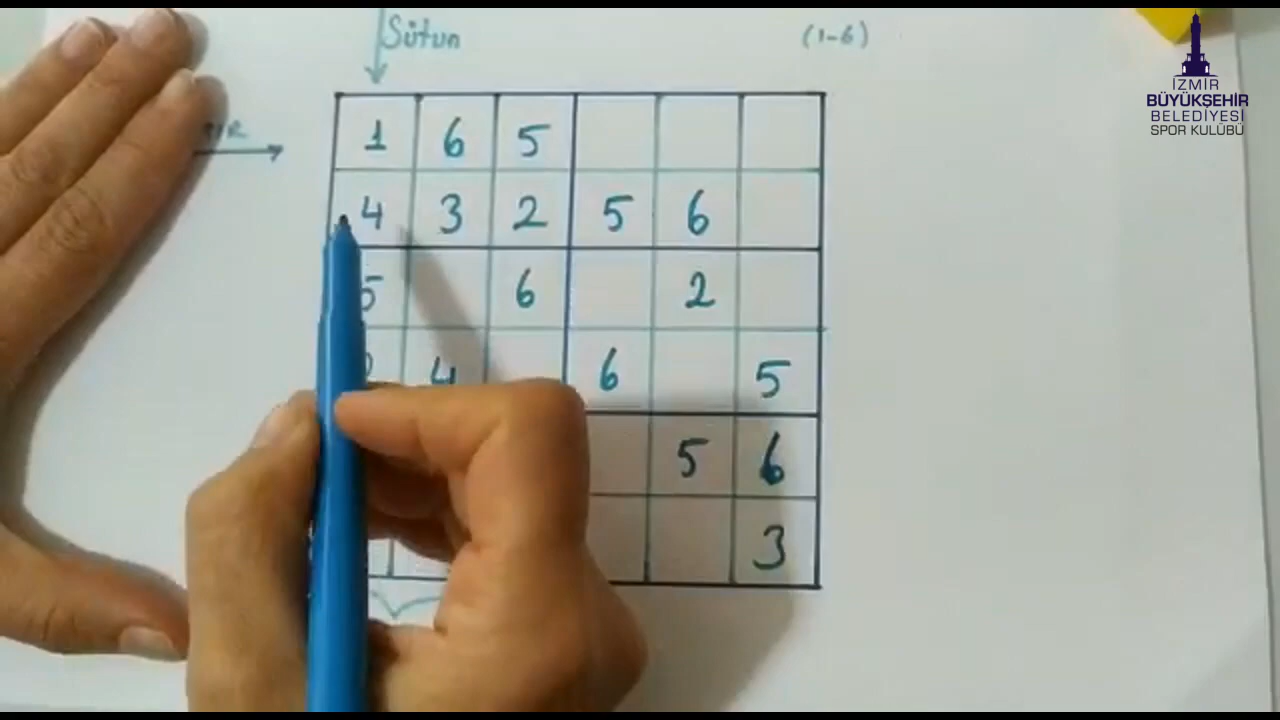 Sütun
(1-6)
İZMİR
BÜYÜKŞEHİR
BELEDİYESİ
SPOR KULÜBÜ
1 6 5
4 3 2 5 6
5 6 2
4 6 5
5 6
3